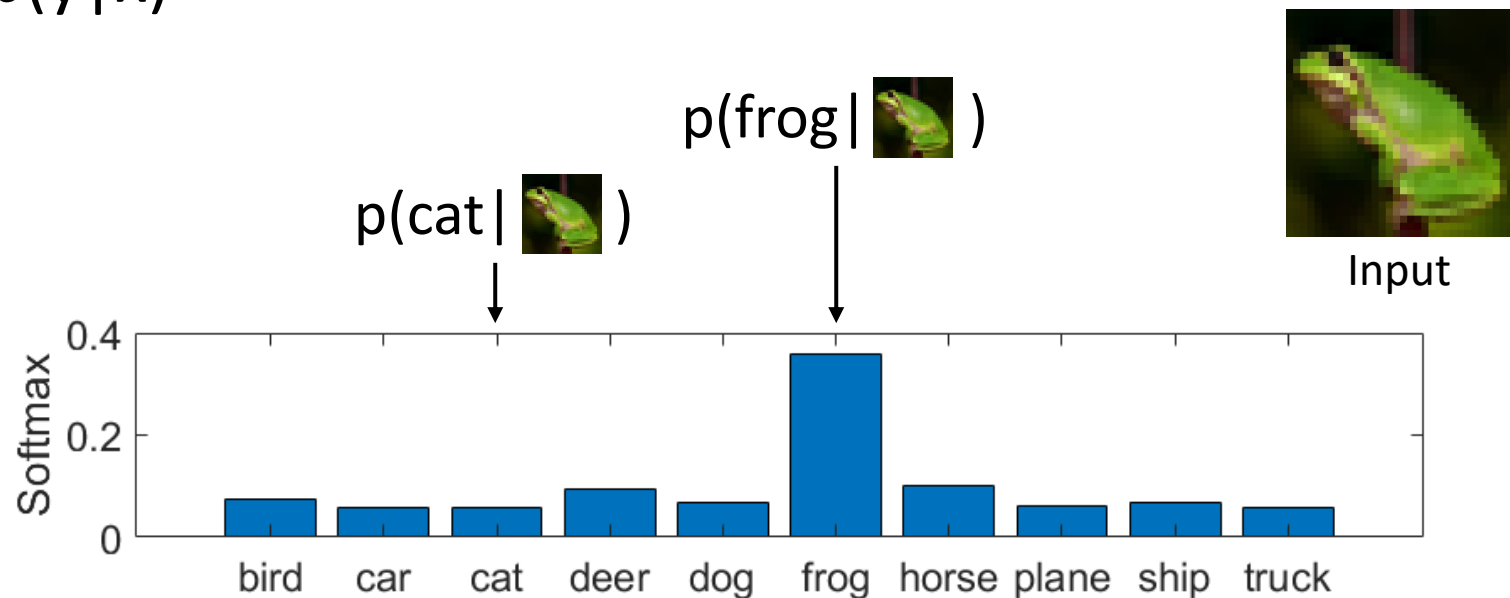 (y|x)
p(frog| )
p(cat| )
Input
Softmax
0.4
0.2
0
bird car cat deer dog frog horse plane ship truck